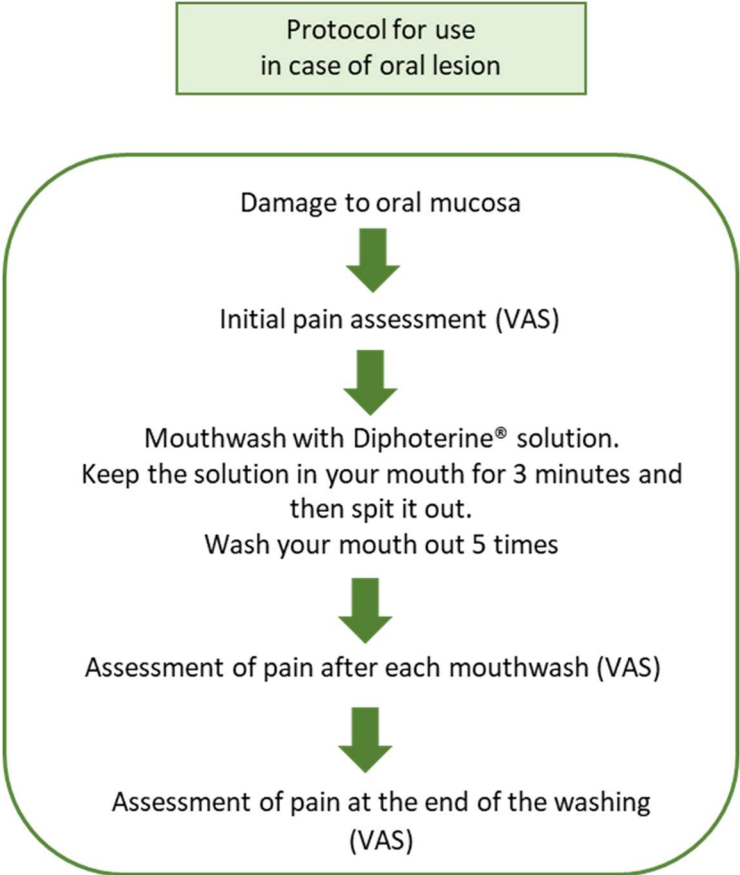 Protocol for use
in case of oral lesion
Damage to oral mucosa
Initial pain assessment (VAS)
Mouthwash with Diphoterine® solution.
Keep the solution in your mouth for 3 minutes and
then spit it out.
Wash your mouth out 5 times
Assessment of pain after each mouthwash (VAS)
Assessment of pain at the end of the washing
(VAS)